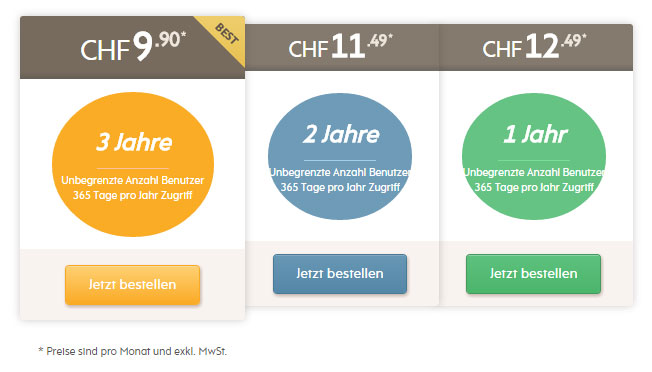 CHF 9.90*
BEST
3 Jahre
Unbegrenzte Anzahl Benutzer
365 Tage pro Jahr Zugriff
Jetzt bestellen
CHF 11.49*
2 Jahre
Unbegrenzte Anzahl Benutzer
365 Tage pro Jahr Zugriff
Jetzt bestellen
CHF 12.49*
1 Jahr
Unbegrenzte Anzahl Benutzer
365 Tage pro Jahr Zugriff
Jetzt bestellen
* Preise sind pro Monat und exkl. MwSt.